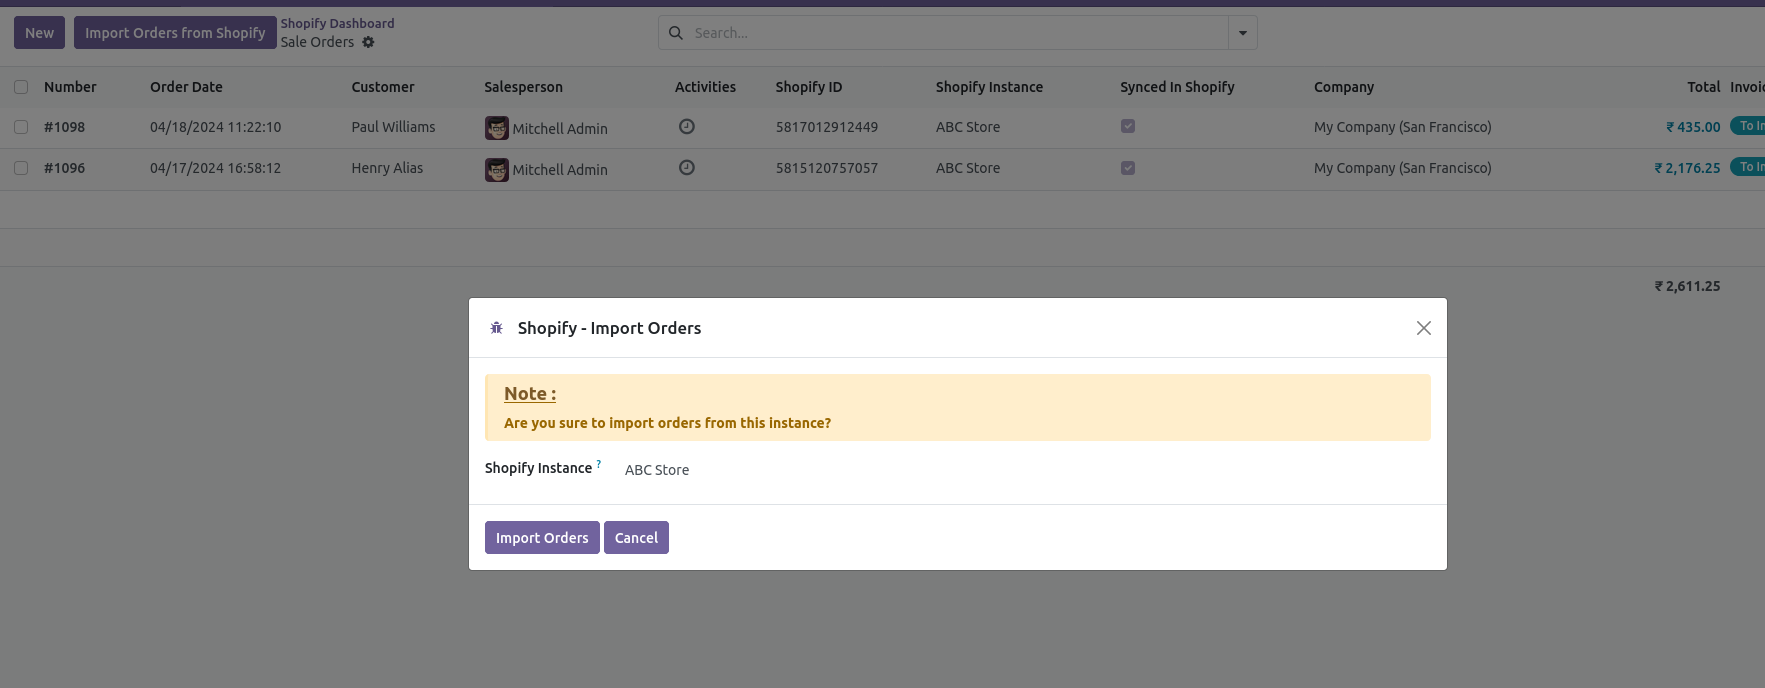 New
Import Orders from Shopify
Shopify Dashboard
Sale Orders
Search...
Number Order Date Customer Salesperson Activities Shopify ID Shopify Instance Synced In Shopify Company Total
#1098 04/18/2024 11:22:10 Paul Williams Mitchell Admin 5817012912449 ABC Store My Company (San Francisco) ₹ 435.00 To
#1096 04/17/2024 16:58:12 Henry Alias Mitchell Admin 5815120757057 ABC Store My Company (San Francisco) ₹ 2,176.25 To
₹ 2,611.25
Shopify - Import Orders
Note :
Are you sure to import orders from this instance?
Shopify Instance ? ABC Store
Import Orders
Cancel